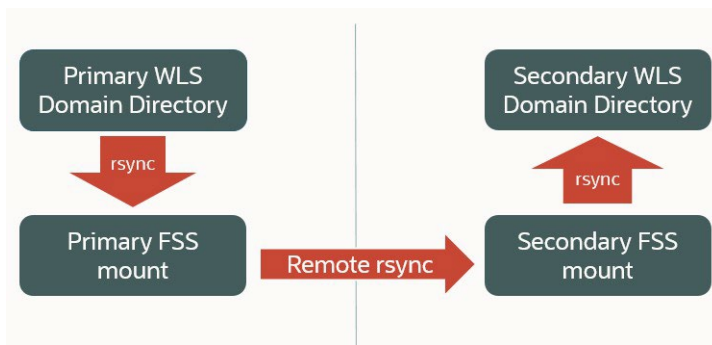 Primary WLS
Domain Directory
rsync
Primary FSS
mount
Remote rsync
Secondary WLS
Domain Directory
rsync
Secondary FSS
mount